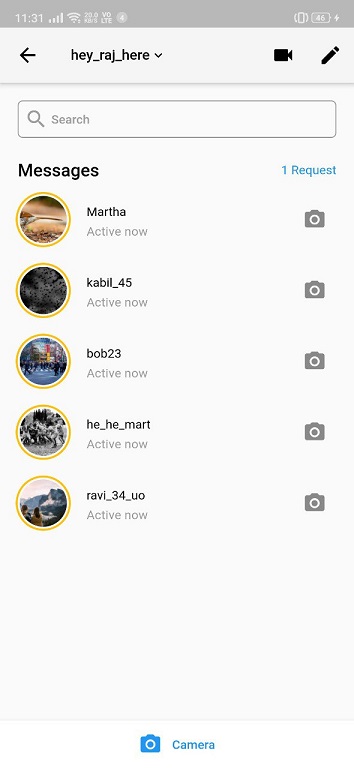 11:31 20.0 KB/S VO LTE 4 46
hey_raj_here
Search
Messages 1 Request
Martha
Active now
kabil_45
Active now
bob23
Active now
he_he_mart
Active now
ravi_34_uo
Active now
Camera